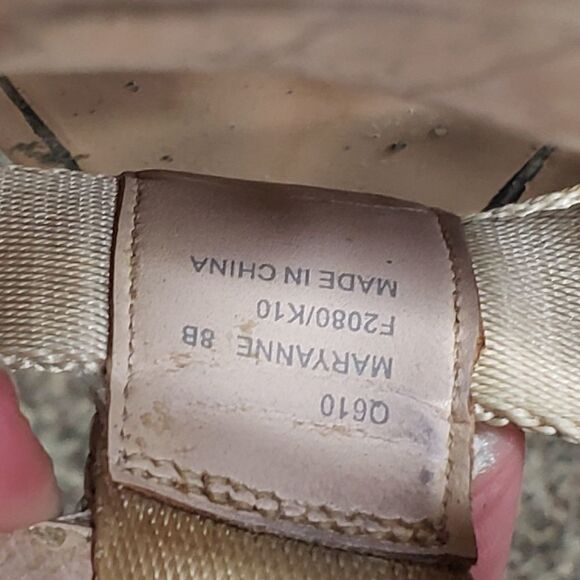 Q610
MARYANNE 8B
F2080/K10
MADE IN CHINA